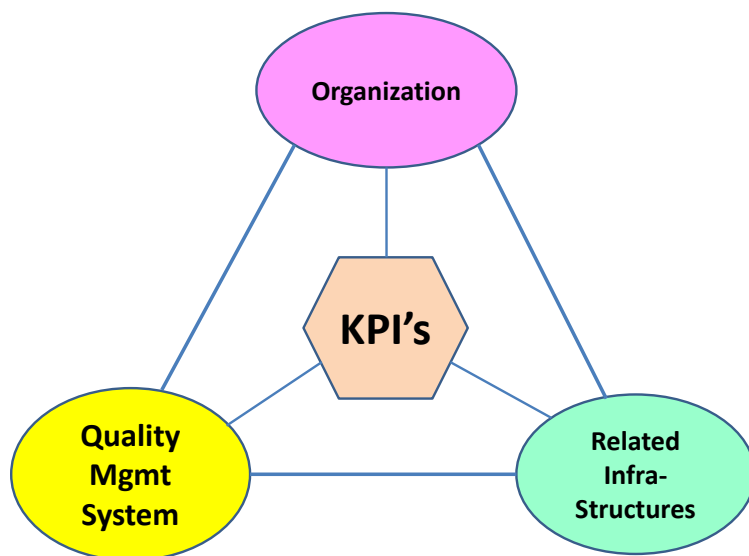 Organization
KPI’s
Quality
Mgmt
System
Related
Infra-
Structures